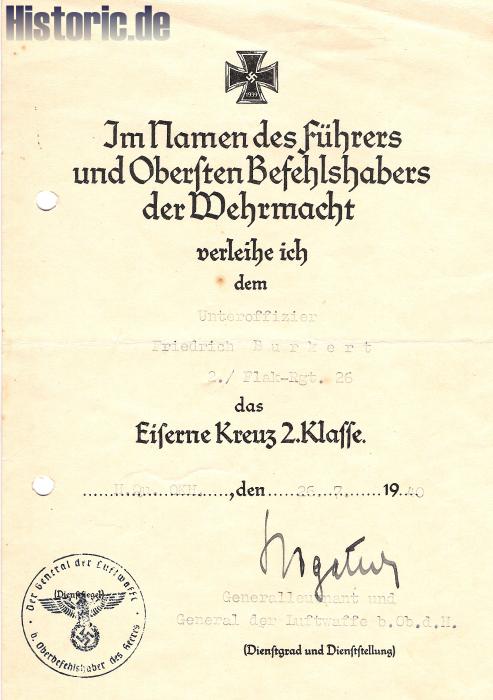 Historic.de
1939
Im Namen des Führers
und Obersten Befehlshabers
der Wehrmacht
verleihe ich
dem
Unteroffizier
Friedrich Burkert
2./ Flak-Rgt. 26
das
Eiserne Kreuz 2. Klasse.
H.Qu. OKH. , den 26. 7. 1940
Generalleutnant und
General der Luftwaffe b.Ob.d.H.
(Dienstgrad und Dienststellung)
Der General der Luftwaffe
(Dienstsiegel)
b. Oberbefehlshaber des Heeres